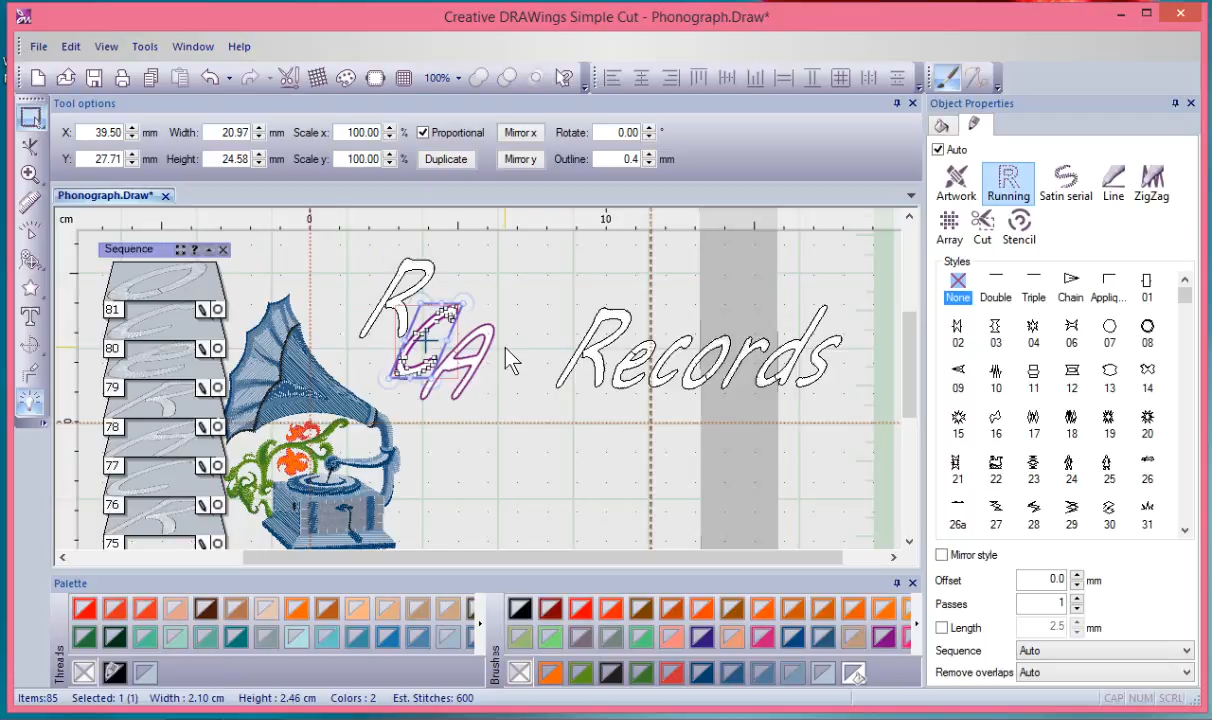 Creative DRAWings Simple Cut - Phonograph.Draw*
File Edit View Tools Window Help
100%
Tool options
X: 39.50 mm Width: 20.97 mm Scale x: 100.00 % Proportional Mirror x Rotate: 0.00 °
Y: 27.71 mm Height: 24.58 mm Scale y: 100.00 % Duplicate Mirror y Outline: 0.4 mm
Phonograph.Draw*
cm 0 10
Sequence
81
80
79
78
77
76
75
0
RCA Records
Object Properties
Auto
Artwork Running Satin serial Line ZigZag
Array Cut Stencil
Styles
None Double Triple Chain Appliq... 01
02 03 04 06 07 08
09 10 11 12 13 14
15 16 17 18 19 20
21 22 23 24 25 26
26a 27 28 29 30 31
Mirror style
Offset 0.0 mm
Passes 1
Length 2.5 mm
Sequence Auto
Remove overlaps Auto
Palette
Threads
Brushes
Items:85 Selected: 1 (1) Width : 2.10 cm Height : 2.46 cm Colors : 2 Est. Stitches: 600 CAP NUM SCRL